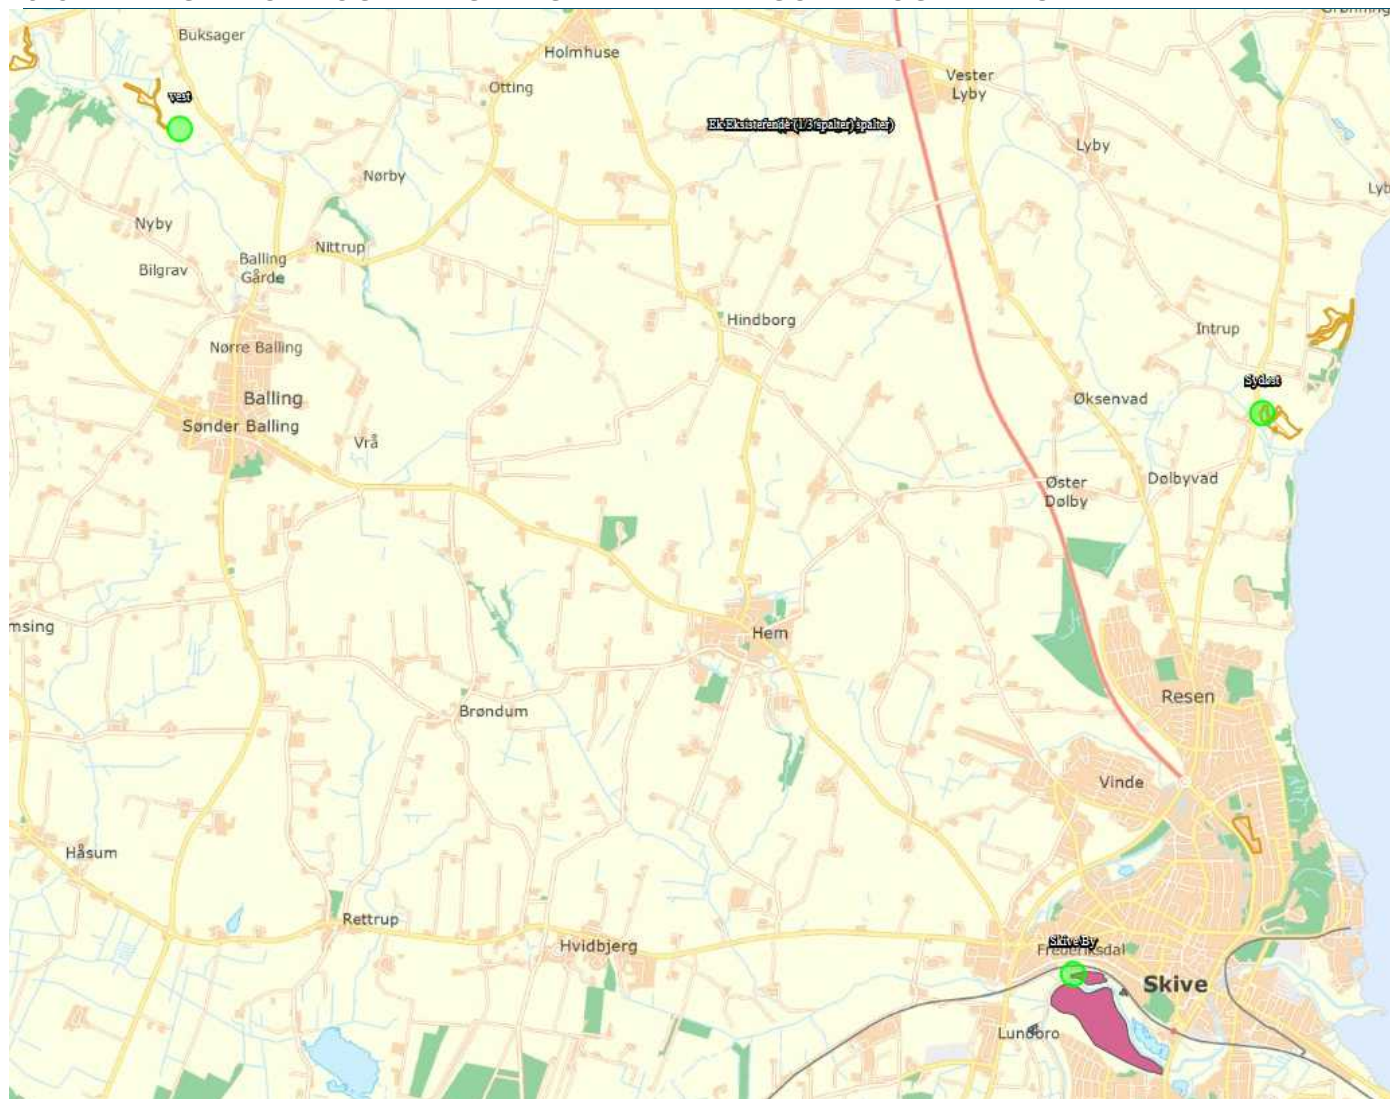 Buksager
Holmhuse
Vester
Lyby
Otting
vest
Lyby
Nørby
Lyb
Nyby
Nittrup
Balling
Gårde
Bilgrav
Hindborg
Intrup
Nørre Balling
Sydøst
Balling
Øksenvad
Sønder Balling
Vrå
Dølbyvad
Øster
Dølby
msing
Hem
Resen
Brøndum
Vinde
Håsum
Rettrup
Hvidbjerg
Skive By
Frederiksdal
Skive
Lundbro